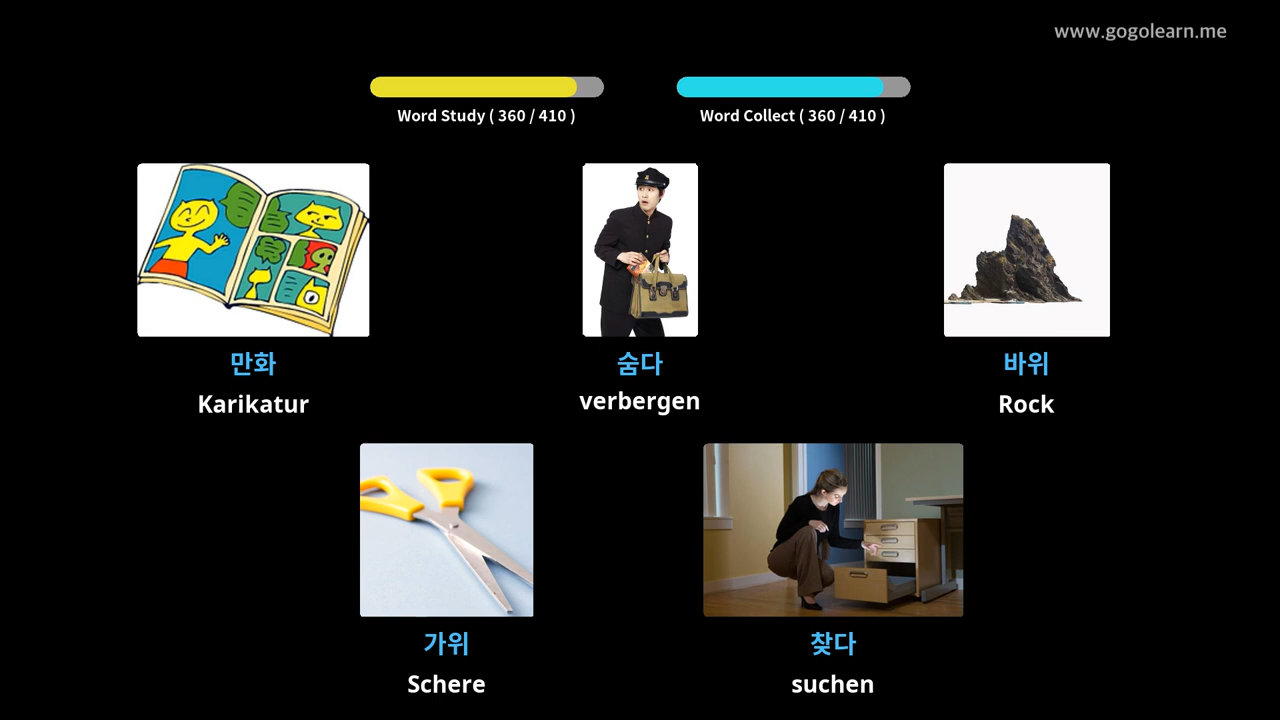 www.gogolearn.me
Word Study ( 360 / 410 )
Word Collect ( 360 / 410 )
만화
Karikatur
숨다
verbergen
바위
Rock
가위
Schere
찾다
suchen